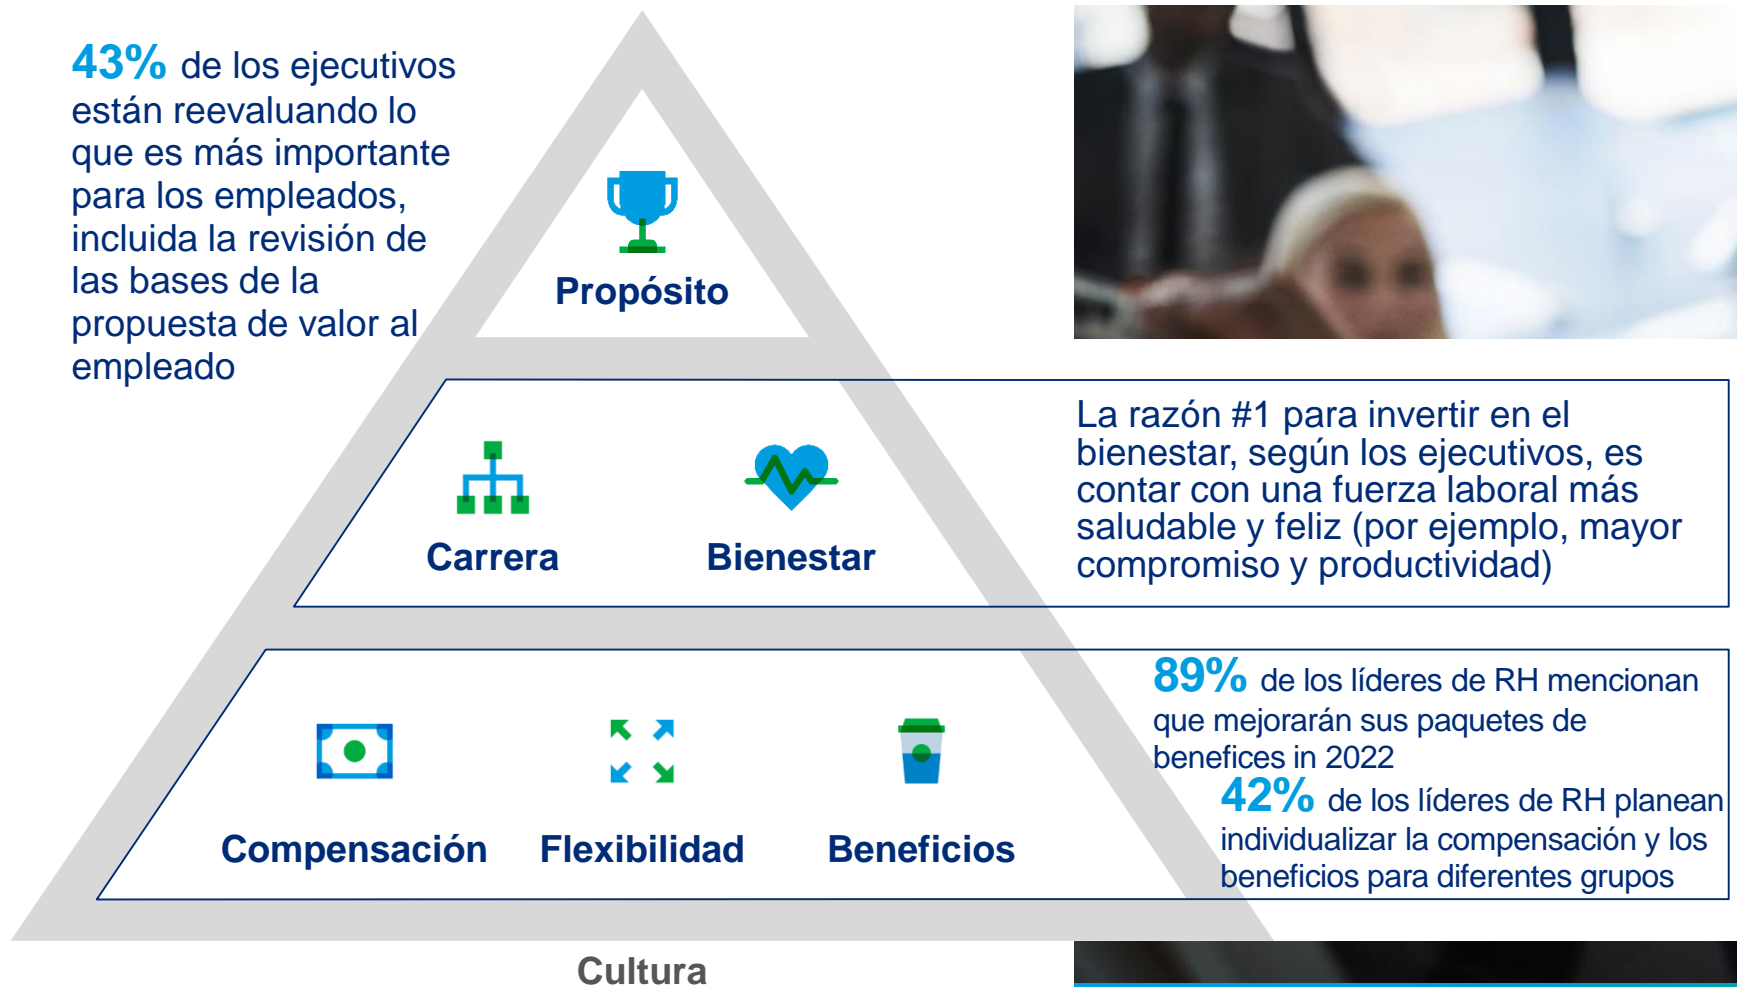 43% de los ejecutivos
están reevaluando lo
que es más importante
para los empleados,
incluida la revisión de
las bases de la
propuesta de valor al
empleado
Propósito
Carrera
Bienestar
La razón #1 para invertir en el
bienestar, según los ejecutivos, es
contar con una fuerza laboral más
saludable y feliz (por ejemplo, mayor
compromiso y productividad)
Compensación
Flexibilidad
Beneficios
89% de los líderes de RH mencionan
que mejorarán sus paquetes de
benefices in 2022
42% de los líderes de RH planean
individualizar la compensación y los
beneficios para diferentes grupos
Cultura